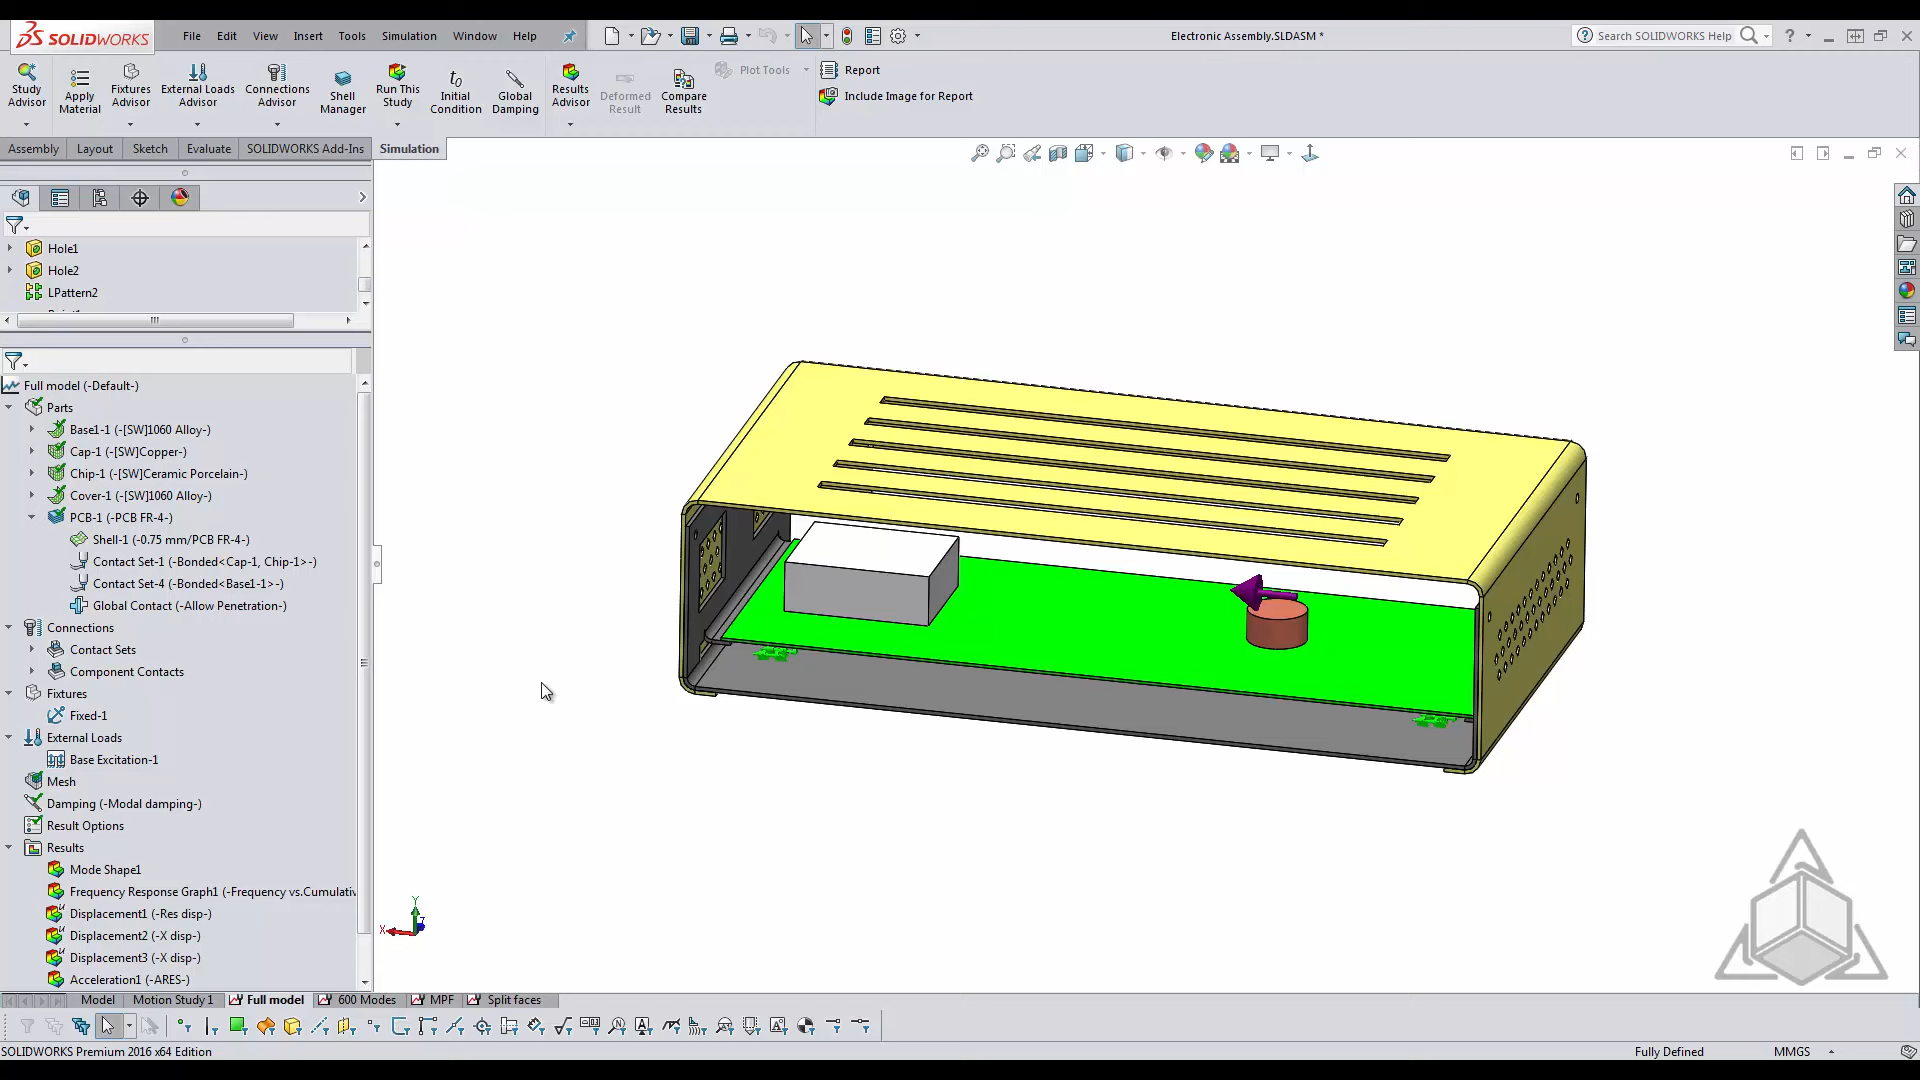 SOLIDWORKS
File Edit View Insert Tools Simulation Window Help
Electronic Assembly.SLDASM *
Search SOLIDWORKS Help
Study Advisor
Apply Material
Fixtures Advisor
External Loads Advisor
Connections Advisor
Shell Manager
Run This Study
Initial Condition
Global Damping
Results Advisor
Deformed Result
Compare Results
Plot Tools
Report
Include Image for Report
Assembly Layout Sketch Evaluate SOLIDWORKS Add-Ins Simulation
Hole1
Hole2
LPattern2
Full model (-Default-)
Parts
Base1-1 (-[SW]1060 Alloy-)
Cap-1 (-[SW]Copper-)
Chip-1 (-[SW]Ceramic Porcelain-)
Cover-1 (-[SW]1060 Alloy-)
PCB-1 (-PCB FR-4-)
Shell-1 (-0.75 mm/PCB FR-4-)
Contact Set-1 (-Bonded<Cap-1, Chip-1>-)
Contact Set-4 (-Bonded<Base1-1>-)
Global Contact (-Allow Penetration-)
Connections
Contact Sets
Component Contacts
Fixtures
Fixed-1
External Loads
Base Excitation-1
Mesh
Damping (-Modal damping-)
Result Options
Results
Mode Shape1
Frequency Response Graph1 (-Frequency vs.Cumulativ
Displacement1 (-Res disp-)
Displacement2 (-X disp-)
Displacement3 (-X disp-)
Acceleration1 (-ARES-)
Y
X
Z
Model Motion Study 1 Full model 600 Modes MPF Split faces
SOLIDWORKS Premium 2016 x64 Edition
Fully Defined
MMGS